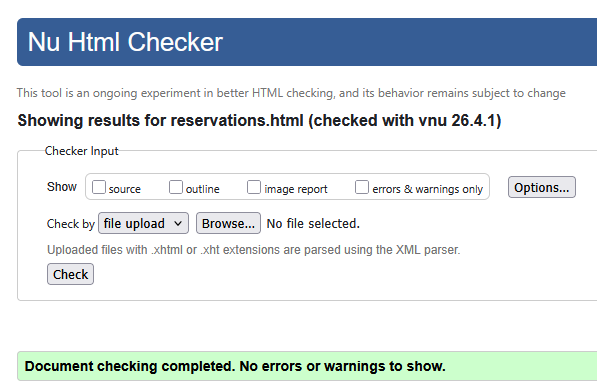 Nu Html Checker
This tool is an ongoing experiment in better HTML checking, and its behavior remains subject to change
Showing results for reservations.html (checked with vnu 26.4.1)
Checker Input
Show source outline image report errors & warnings only Options...
Check by file upload Browse... No file selected.
Uploaded files with .xhtml or .xht extensions are parsed using the XML parser.
Check
Document checking completed. No errors or warnings to show.